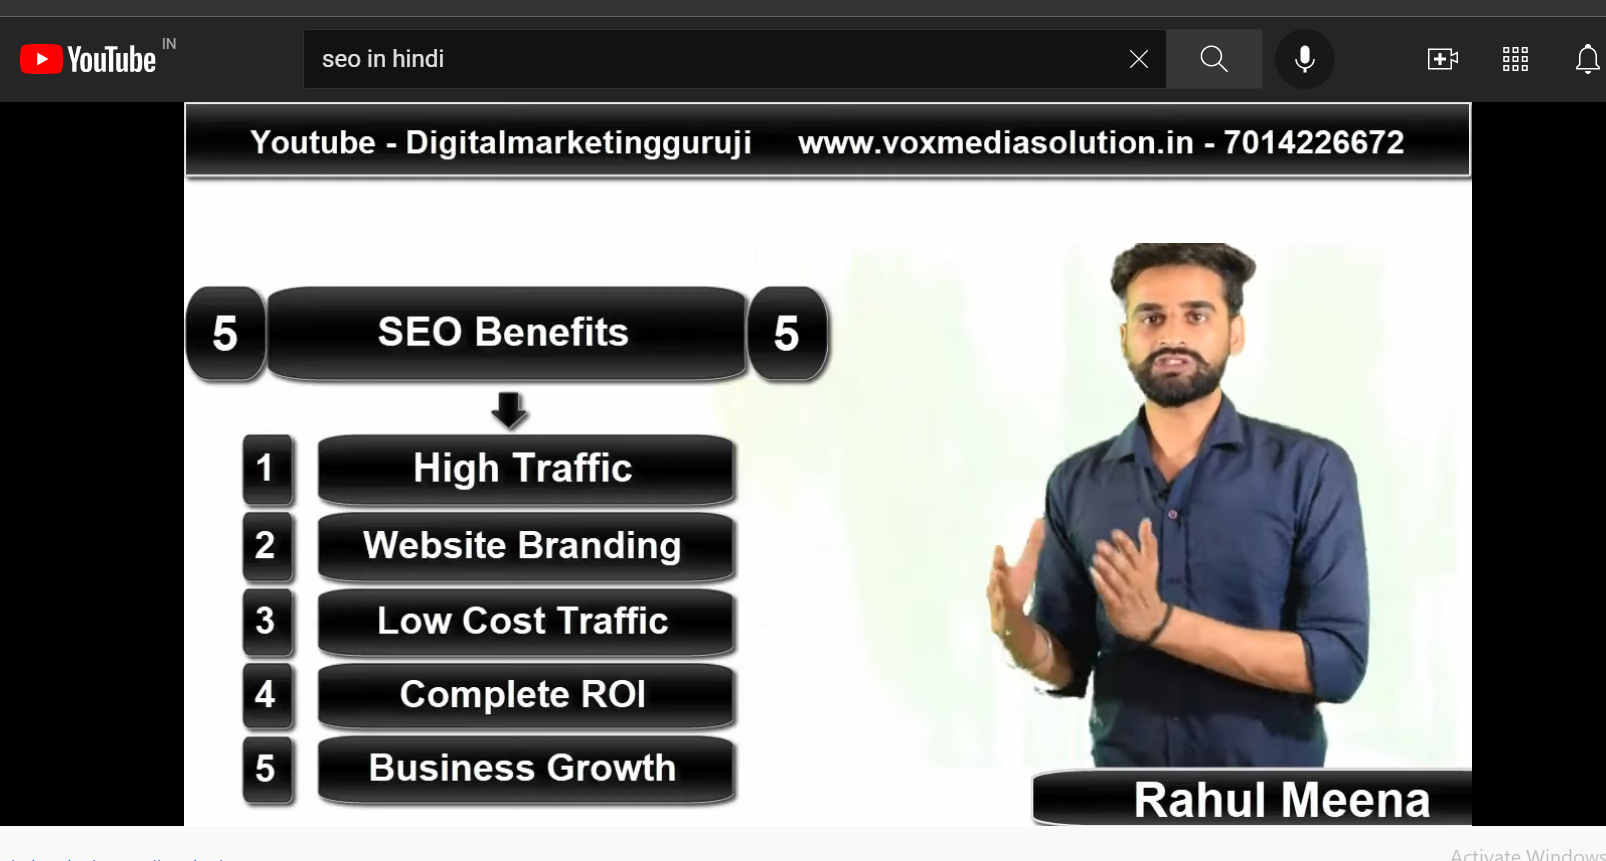 YouTube IN
seo in hindi
Youtube - Digitalmarketingguruji www.voxmediasolution.in - 7014226672
5 SEO Benefits 5
1 High Traffic
2 Website Branding
3 Low Cost Traffic
4 Complete ROI
5 Business Growth
Rahul Meena
Activate Windows